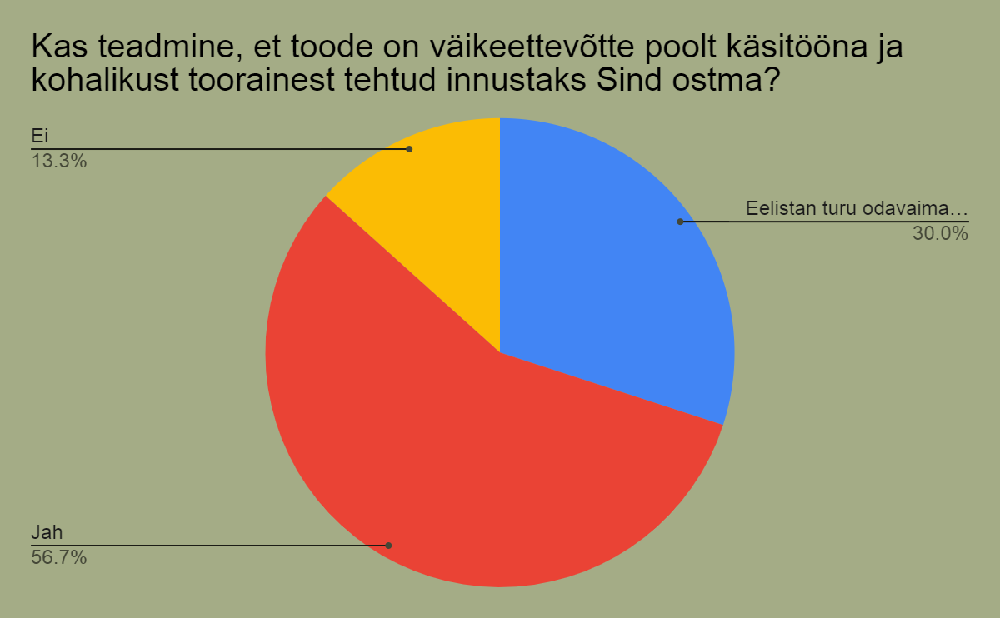 Kas teadmine, et toode on väikeettevõtte poolt käsitööna ja
kohalikust toorainest tehtud innustaks Sind ostma?
Ei
13.3%
Eelistan turu odavaima…
30.0%
Jah
56.7%